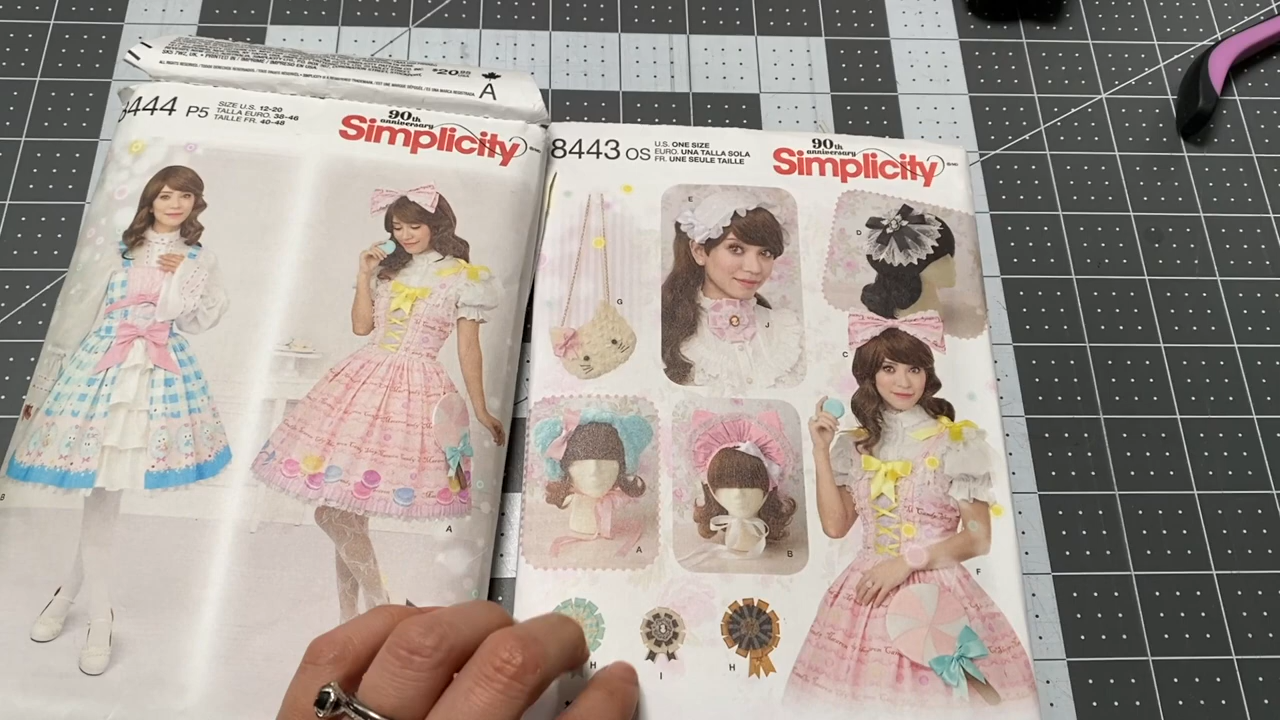 $20.95
A
8444 P5
SIZE U.S. 12-20
TALLA EURO. 38-46
TAILLE FR. 40-48
90th
anniversary
Simplicity
B
A
8443 OS
U.S. ONE SIZE
EURO. UNA TALLA SOLA
FR. UNE SEULE TAILLE
90th
anniversary
Simplicity
G
E
J
D
C
A
B
F
H
I
H